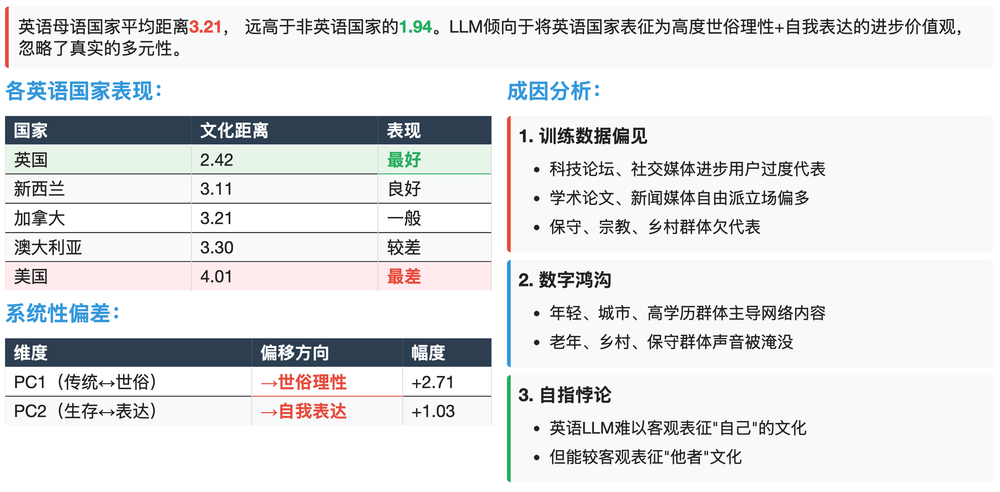 英语母语国家平均距离3.21， 远高于非英语国家的1.94。LLM倾向于将英语国家表征为高度世俗理性+自我表达的进步价值观，
忽略了真实的多元性。
各英语国家表现：
国家 文化距离 表现
英国 2.42 最好
新西兰 3.11 良好
加拿大 3.21 一般
澳大利亚 3.30 较差
美国 4.01 最差
系统性偏差：
维度 偏移方向 幅度
PC1（传统↔世俗） →世俗理性 +2.71
PC2（生存↔表达） →自我表达 +1.03
成因分析：
1. 训练数据偏见
• 科技论坛、社交媒体进步用户过度代表
• 学术论文、新闻媒体自由派立场偏多
• 保守、宗教、乡村群体欠代表
2. 数字鸿沟
• 年轻、城市、高学历群体主导网络内容
• 老年、乡村、保守群体声音被淹没
3. 自指悖论
• 英语LLM难以客观表征"自己"的文化
• 但能较客观表征"他者"文化